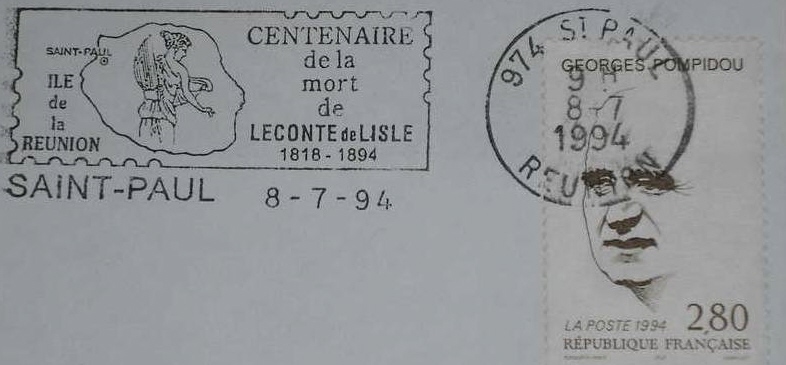 SAINT-PAUL
ILE
de
la
REUNION
CENTENAIRE
de la
mort
de
LECONTE de LISLE
1818 - 1894
SAINT-PAUL 8 - 7 - 94
974 ST PAUL
9 H
8 - 7
1994
REUNION
GEORGES POMPIDOU
LA POSTE 1994 2,80
RÉPUBLIQUE FRANÇAISE